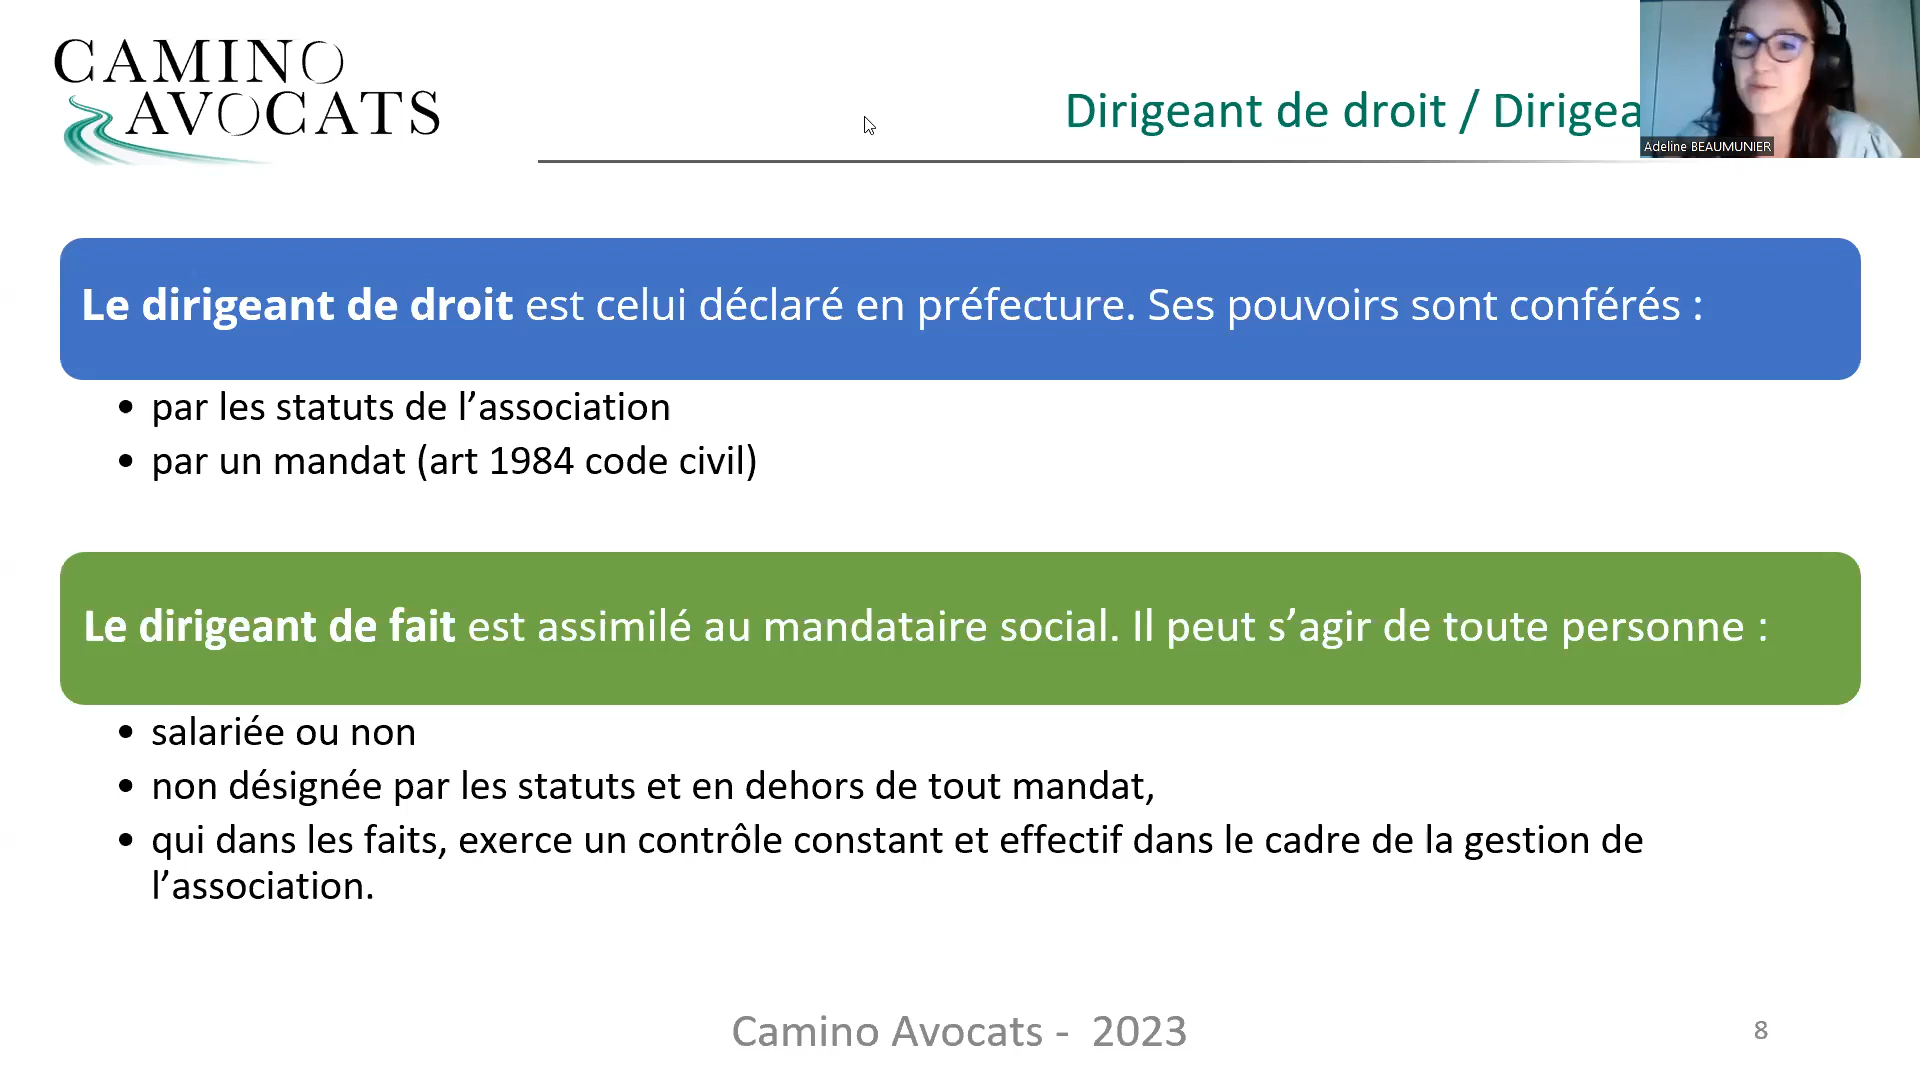 CAMINO
AVOCATS
Dirigeant de droit / Dirigea
Adeline BEAUMUNIER
Le dirigeant de droit est celui déclaré en préfecture. Ses pouvoirs sont conférés :
• par les statuts de l’association
• par un mandat (art 1984 code civil)
Le dirigeant de fait est assimilé au mandataire social. Il peut s’agir de toute personne :
• salariée ou non
• non désignée par les statuts et en dehors de tout mandat,
• qui dans les faits, exerce un contrôle constant et effectif dans le cadre de la gestion de
l’association.
Camino Avocats - 2023
8